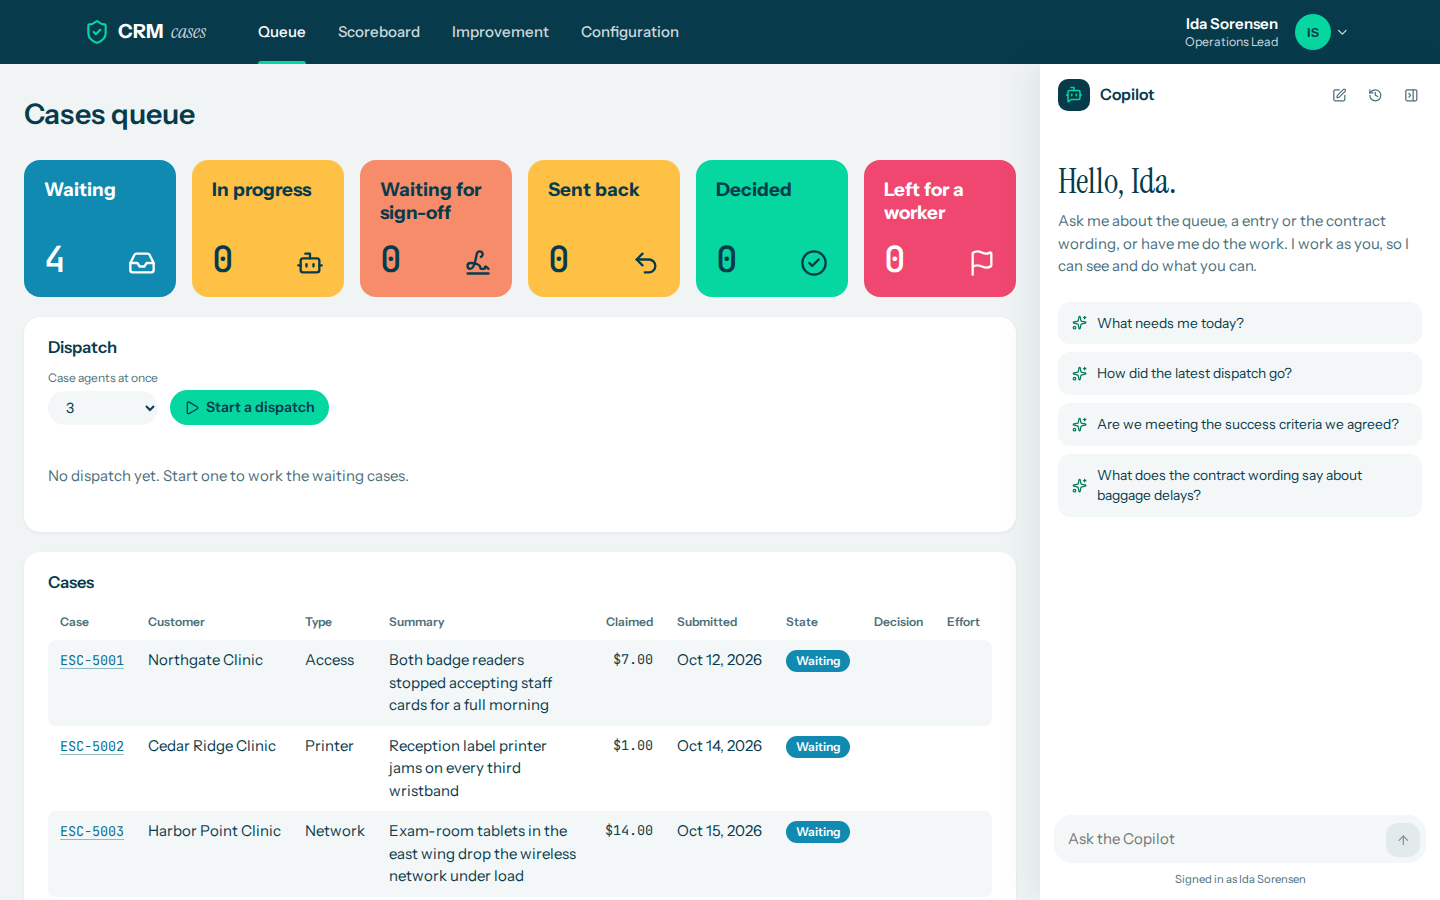 CRM cases
Queue
Scoreboard
Improvement
Configuration
Ida Sorensen
Operations Lead
IS
Cases queue
Waiting
4
In progress
0
Waiting for
sign-off
0
Sent back
0
Decided
0
Left for a
worker
0
Dispatch
Case agents at once
3
Start a dispatch
No dispatch yet. Start one to work the waiting cases.
Cases
Case Customer Type Summary Claimed Submitted State Decision Effort
ESC-5001 Northgate Clinic Access Both badge readers $7.00 Oct 12, 2026 Waiting
stopped accepting staff
cards for a full morning
ESC-5002 Cedar Ridge Clinic Printer Reception label printer $1.00 Oct 14, 2026 Waiting
jams on every third
wristband
ESC-5003 Harbor Point Clinic Network Exam-room tablets in the $14.00 Oct 15, 2026 Waiting
east wing drop the wireless
network under load
Copilot
Hello, Ida.
Ask me about the queue, a entry or the contract
wording, or have me do the work. I work as you, so I
can see and do what you can.
What needs me today?
How did the latest dispatch go?
Are we meeting the success criteria we agreed?
What does the contract wording say about
baggage delays?
Ask the Copilot
Signed in as Ida Sorensen